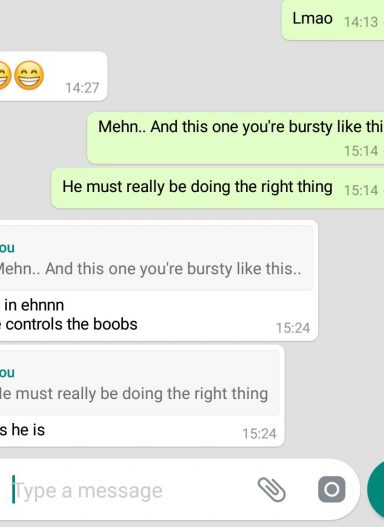 Lmao 14:13
14:27
Mehn.. And this one you're bursty like thi
15:14
He must really be doing the right thing 15:14
ou
Mehn.. And this one you're bursty like this..
in ehnnn
controls the boobs 15:24
ou
He must really be doing the right thing
s he is 15:24
Type a message